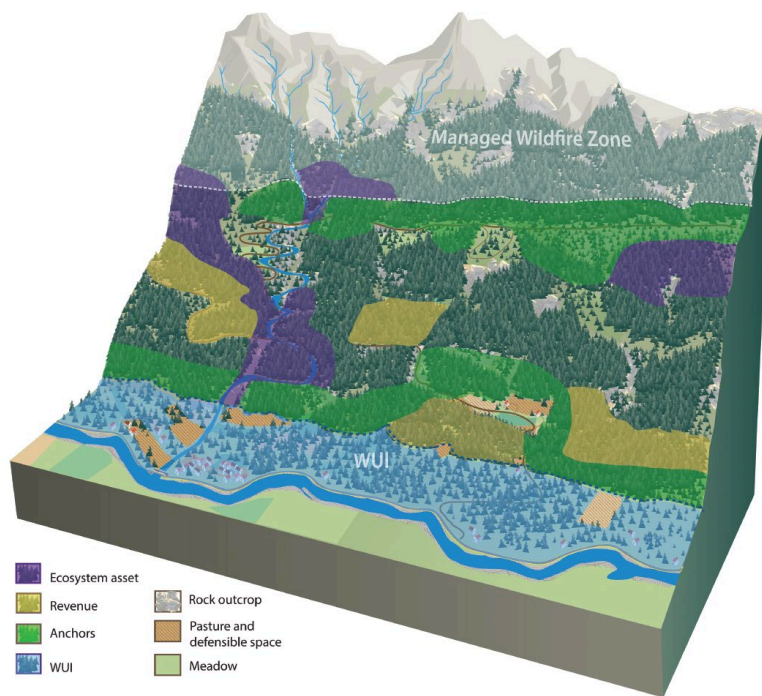 Managed Wildfire Zone
WUI
Ecosystem asset
Revenue
Anchors
WUI
Rock outcrop
Pasture and
defensible space
Meadow